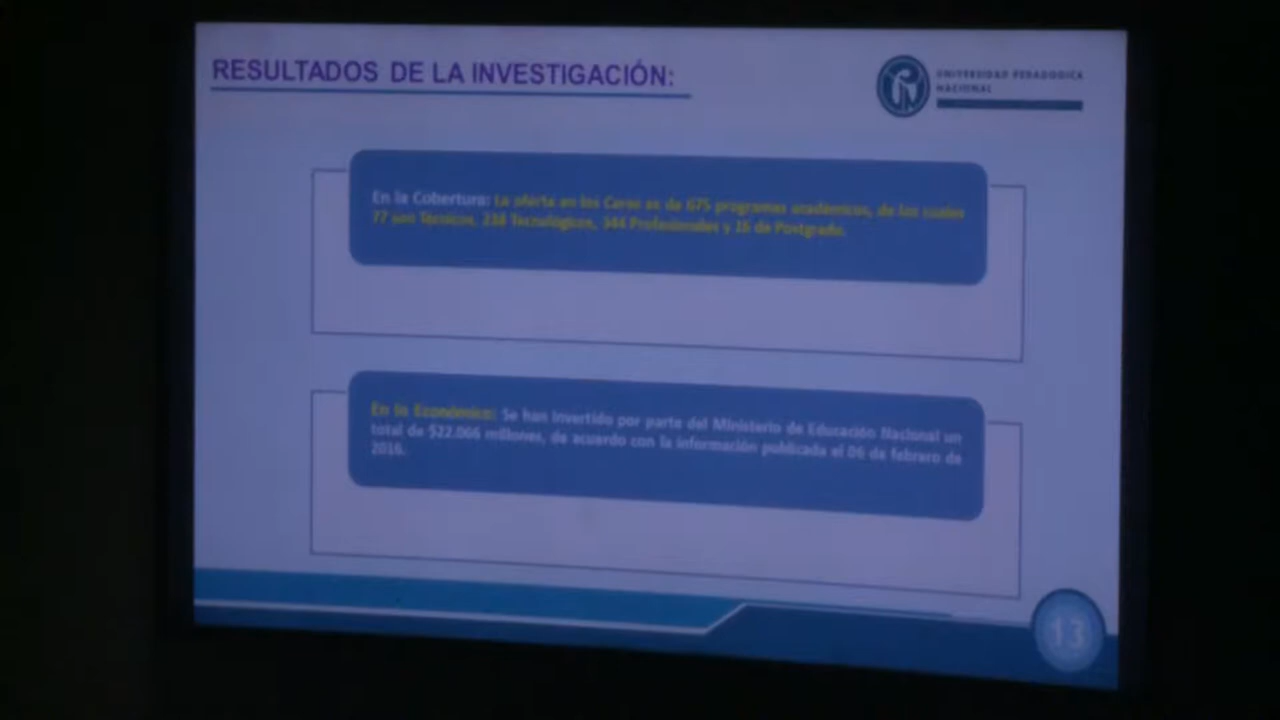 RESULTADOS DE LA INVESTIGACIÓN:
UNIVERSIDAD PEDAGOGICA
NACIONAL
En la Cobertura: La oferta en los Ceres es de 675 programas academicos, de los cuales
77 son Tecnicos, 238 Tecnológicos, 344 Profesionales y 16 de Postgrado.
En lo Económico: Se han invertido por parte del Ministerio de Educación Nacional un
total de $22.066 millones, de acuerdo con la información publicada el 06 de febrero de
2016.
13